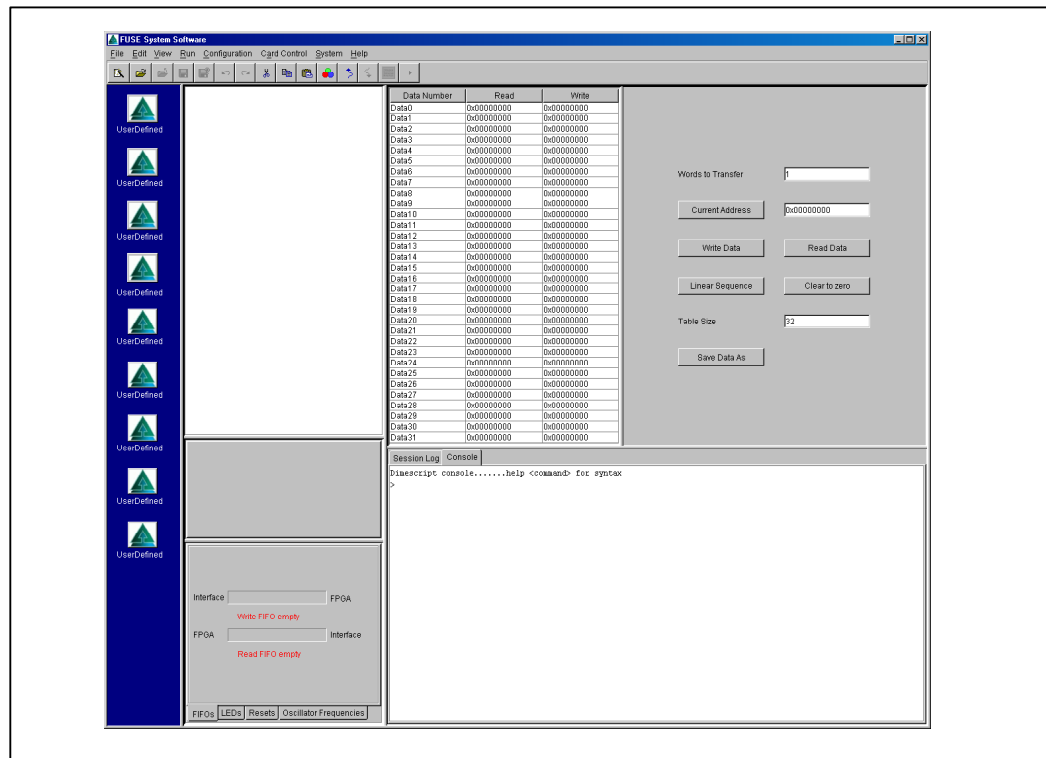 FUSE System Software
File Edit View Run Configuration Card Control System Help
UserDefined
UserDefined
UserDefined
UserDefined
UserDefined
UserDefined
UserDefined
UserDefined
UserDefined
Data Number Read Write
Data0 0x00000000 0x00000000
Data1 0x00000000 0x00000000
Data2 0x00000000 0x00000000
Data3 0x00000000 0x00000000
Data4 0x00000000 0x00000000
Data5 0x00000000 0x00000000
Data6 0x00000000 0x00000000
Data7 0x00000000 0x00000000
Data8 0x00000000 0x00000000
Data9 0x00000000 0x00000000
Data10 0x00000000 0x00000000
Data11 0x00000000 0x00000000
Data12 0x00000000 0x00000000
Data13 0x00000000 0x00000000
Data14 0x00000000 0x00000000
Data15 0x00000000 0x00000000
Data16 0x00000000 0x00000000
Data17 0x00000000 0x00000000
Data18 0x00000000 0x00000000
Data19 0x00000000 0x00000000
Data20 0x00000000 0x00000000
Data21 0x00000000 0x00000000
Data22 0x00000000 0x00000000
Data23 0x00000000 0x00000000
Data24 0x00000000 0x00000000
Data25 0x00000000 0x00000000
Data26 0x00000000 0x00000000
Data27 0x00000000 0x00000000
Data28 0x00000000 0x00000000
Data29 0x00000000 0x00000000
Data30 0x00000000 0x00000000
Data31 0x00000000 0x00000000
Words to Transfer 1
Current Address 0x00000000
Write Data Read Data
Linear Sequence Clear to zero
Table Size 32
Save Data As
Session Log Console
Dimescript console.......help <command> for syntax
>
Interface FPGA
Write FIFO empty
FPGA Interface
Read FIFO empty
FIFOs LEDs Resets Oscillator Frequencies